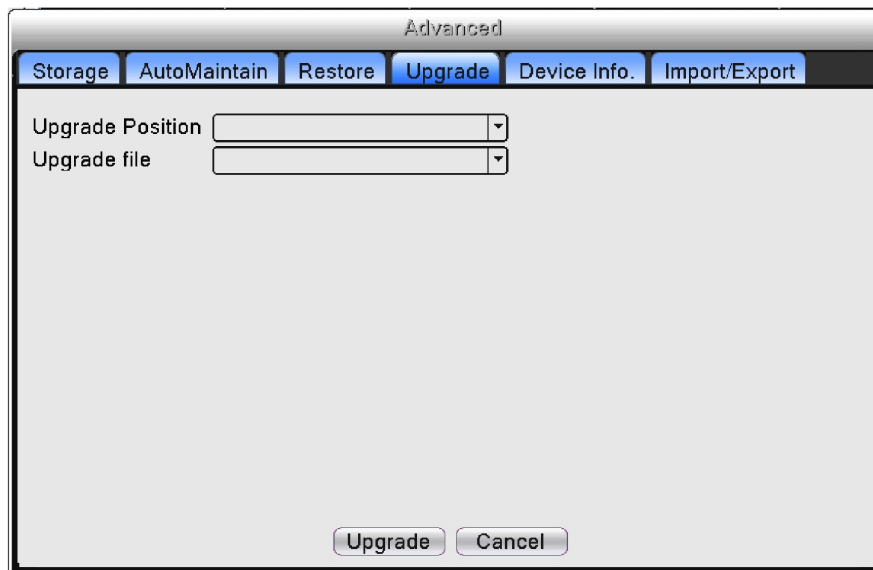 Advanced
Storage AutoMaintain Restore Upgrade Device Info. Import/Export
Upgrade Position
Upgrade file
Upgrade Cancel